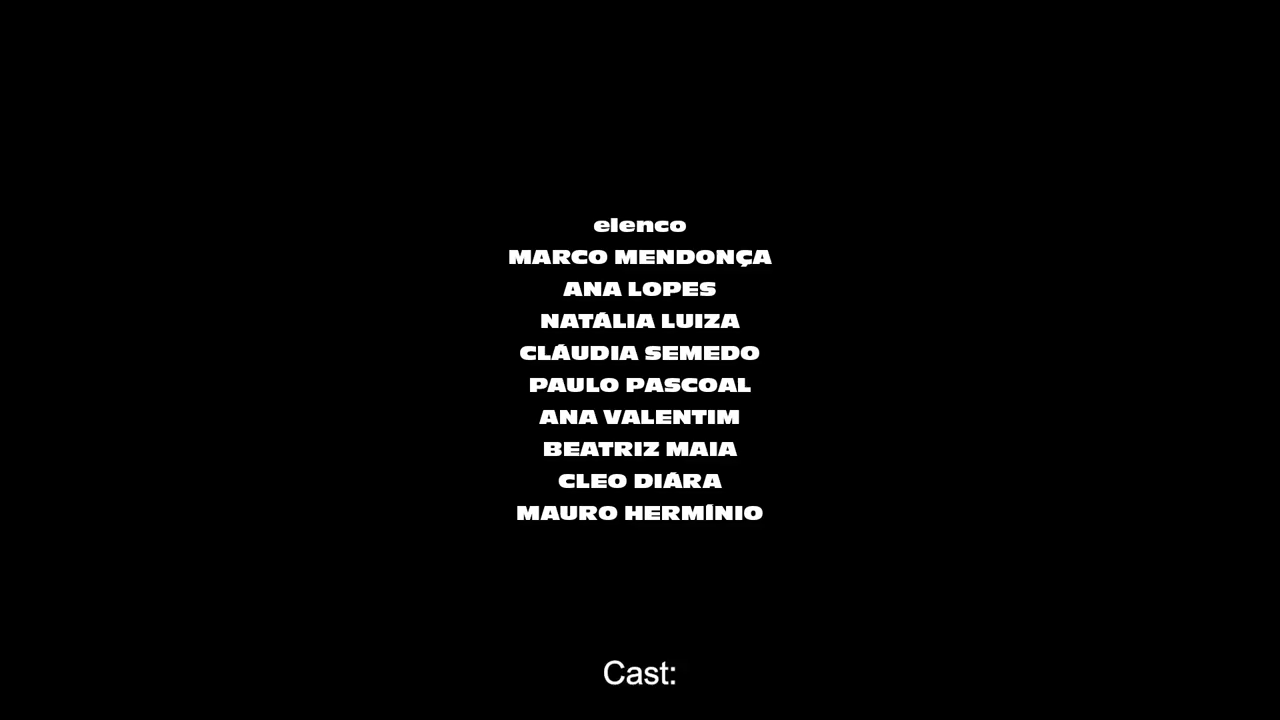 elenco
MARCO MENDONÇA
ANA LOPES
NATÁLIA LUIZA
CLÁUDIA SEMEDO
PAULO PASCOAL
ANA VALENTIM
BEATRIZ MAIA
CLEO DIÁRA
MAURO HERMÍNIO
Cast: